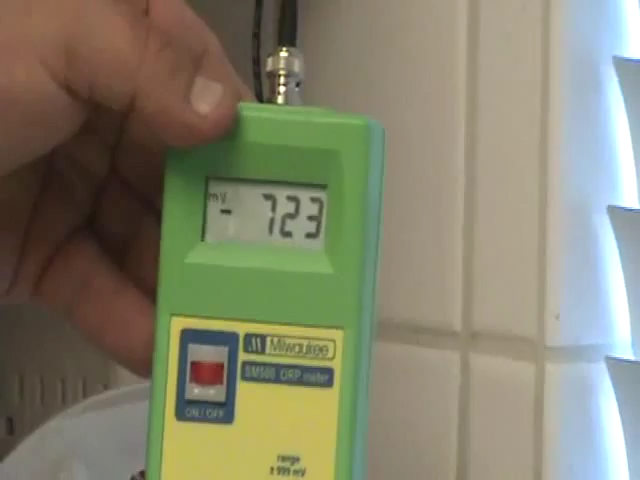 mV
- 723
Milwaukee
SM500 ORP meter
ON / OFF
range
± 999 mV